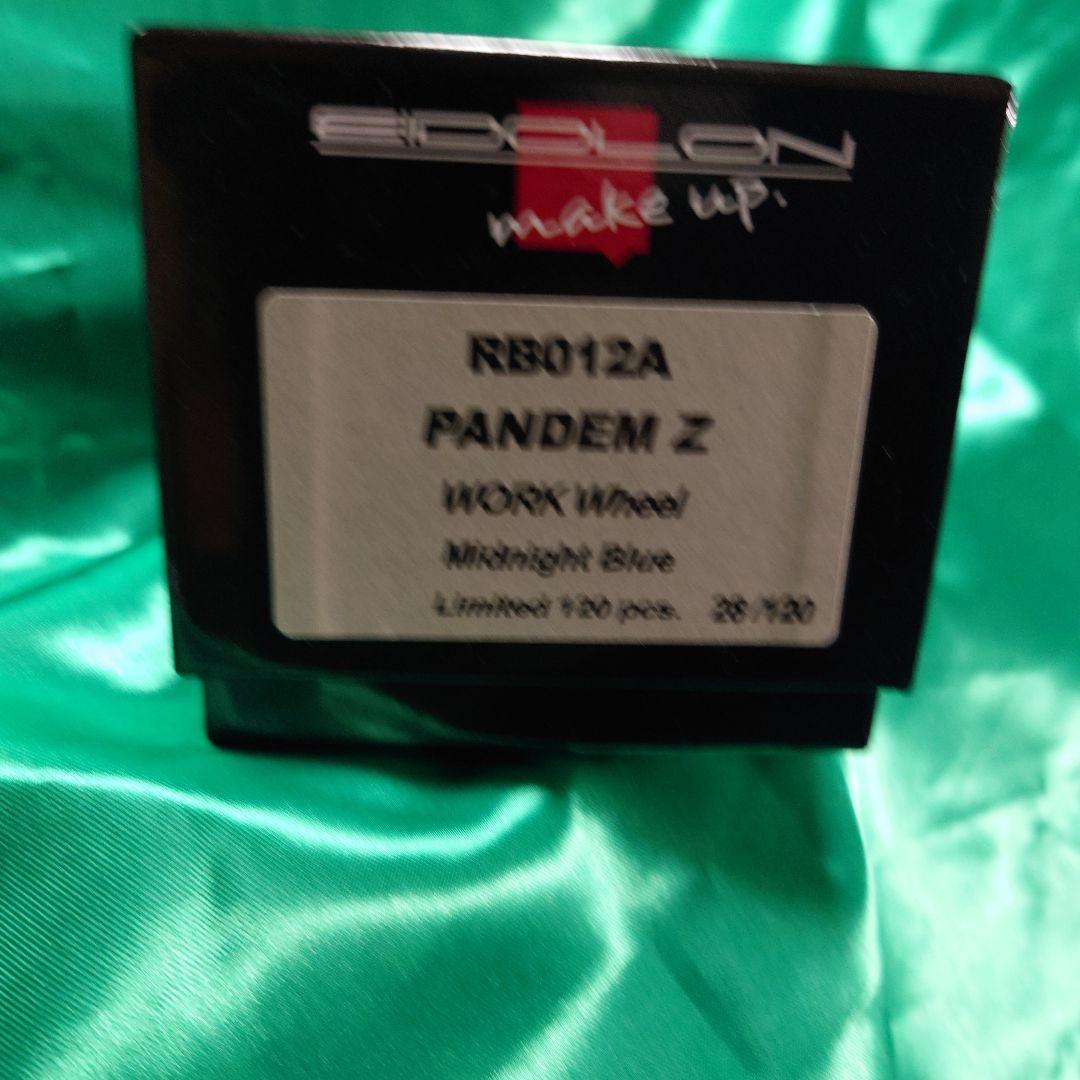 EIDOLON
make up.
RB012A
PANDEM Z
WORK Wheel
Midnight Blue
Limited 120 pcs. 28/120